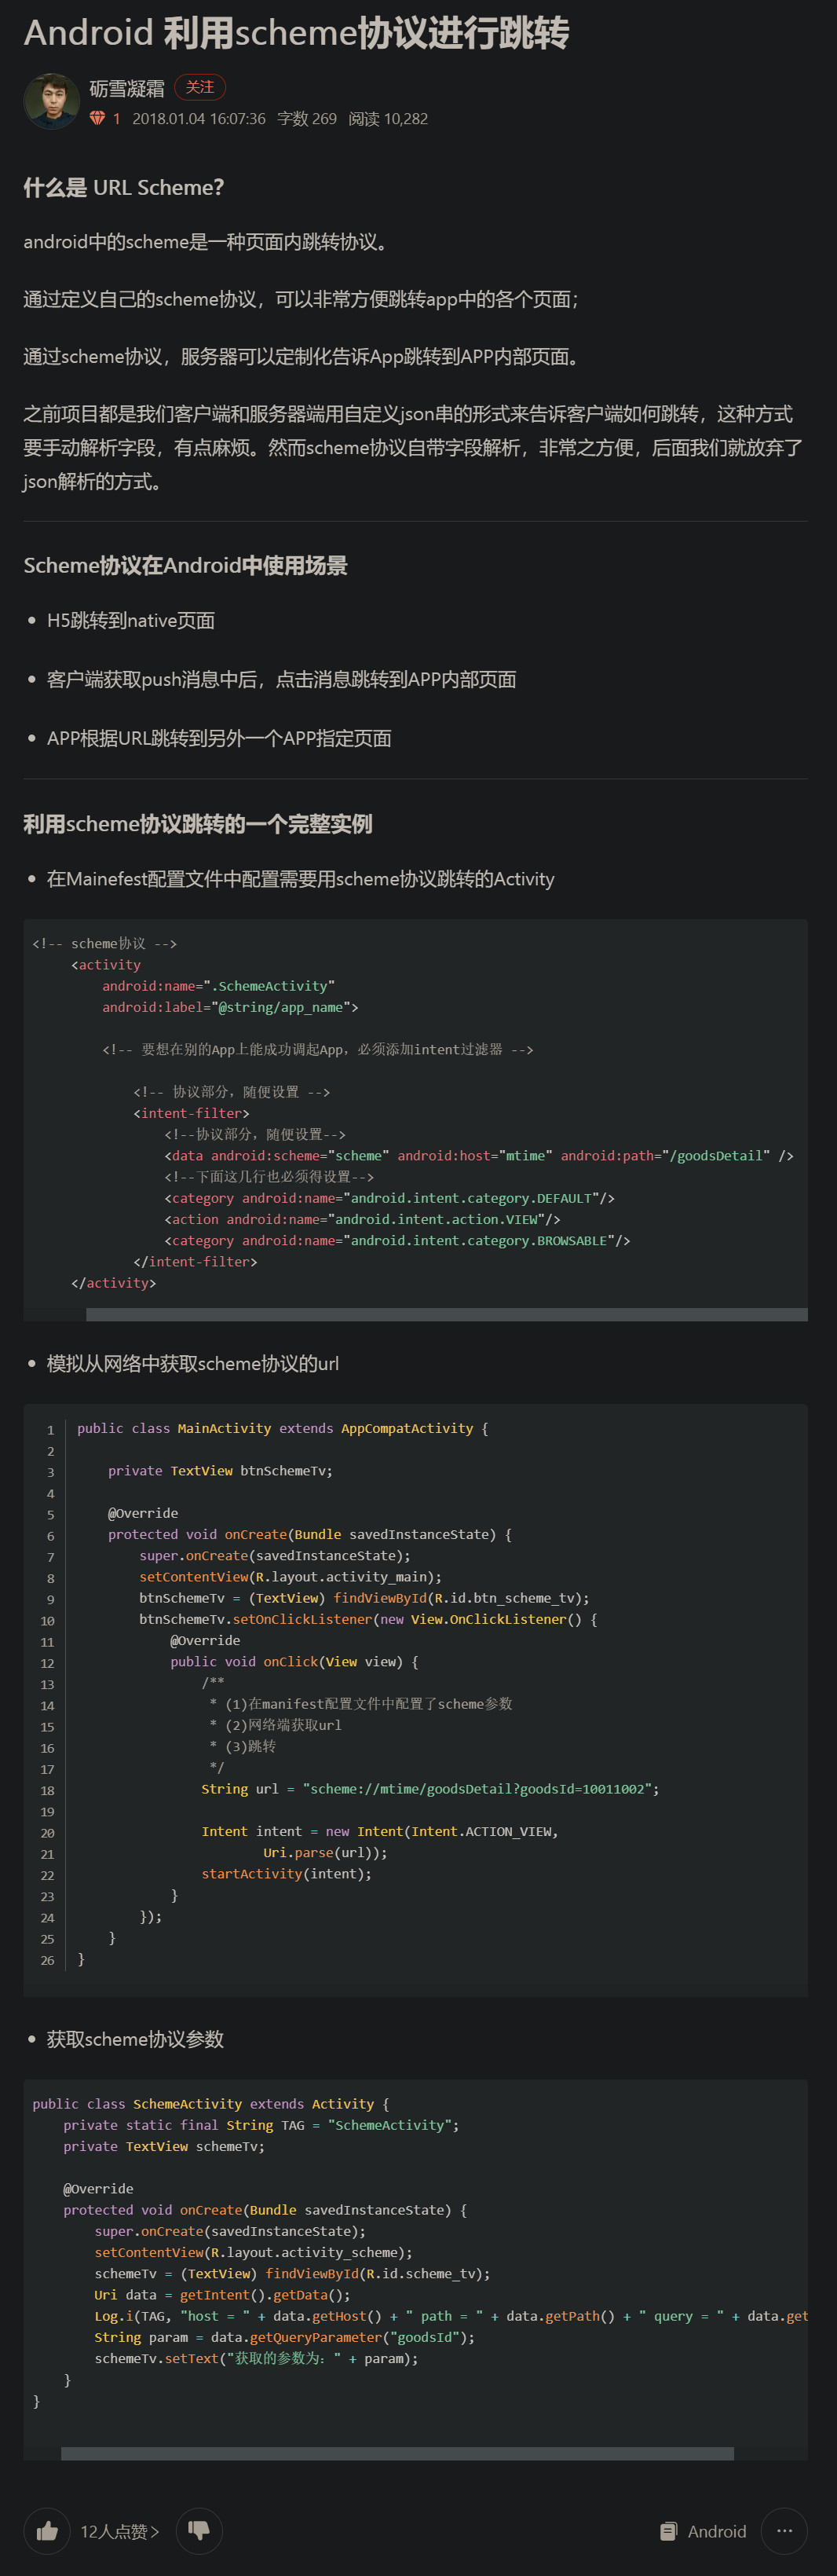 Android 利用scheme协议进行跳转
砺雪凝霜 关注
1 2018.01.04 16:07:36 字数 269 阅读 10,282
什么是 URL Scheme?
android中的scheme是一种页面内跳转协议。
通过定义自己的scheme协议，可以非常方便跳转app中的各个页面；
通过scheme协议，服务器可以定制化告诉App跳转到APP内部页面。
之前项目都是我们客户端和服务器端用自定义json串的形式来告诉客户端如何跳转，这种方式
要手动解析字段，有点麻烦。然而scheme协议自带字段解析，非常之方便，后面我们就放弃了
json解析的方式。
Scheme协议在Android中使用场景
• H5跳转到native页面
• 客户端获取push消息中后，点击消息跳转到APP内部页面
• APP根据URL跳转到另外一个APP指定页面
利用scheme协议跳转的一个完整实例
• 在Mainefest配置文件中配置需要用scheme协议跳转的Activity
<!-- scheme协议 -->
<activity
android:name=".SchemeActivity"
android:label="@string/app_name">
<!-- 要想在别的App上能成功调起App，必须添加intent过滤器 -->
<!-- 协议部分，随便设置 -->
<intent-filter>
<!--协议部分，随便设置-->
<data android:scheme="scheme" android:host="mtime" android:path="/goodsDetail" />
<!--下面这几行也必须得设置-->
<category android:name="android.intent.category.DEFAULT"/>
<action android:name="android.intent.action.VIEW"/>
<category android:name="android.intent.category.BROWSABLE"/>
</intent-filter>
</activity>
• 模拟从网络中获取scheme协议的url
1 public class MainActivity extends AppCompatActivity {
2
3 private TextView btnSchemeTv;
4
5 @Override
6 protected void onCreate(Bundle savedInstanceState) {
7 super.onCreate(savedInstanceState);
8 setContentView(R.layout.activity_main);
9 btnSchemeTv = (TextView) findViewById(R.id.btn_scheme_tv);
10 btnSchemeTv.setOnClickListener(new View.OnClickListener() {
11 @Override
12 public void onClick(View view) {
13 /**
14 * (1)在manifest配置文件中配置了scheme参数
15 * (2)网络端获取url
16 * (3)跳转
17 */
18 String url = "scheme://mtime/goodsDetail?goodsId=10011002";
19
20 Intent intent = new Intent(Intent.ACTION_VIEW,
21 Uri.parse(url));
22 startActivity(intent);
23 }
24 });
25 }
26 }
• 获取scheme协议参数
public class SchemeActivity extends Activity {
private static final String TAG = "SchemeActivity";
private TextView schemeTv;
@Override
protected void onCreate(Bundle savedInstanceState) {
super.onCreate(savedInstanceState);
setContentView(R.layout.activity_scheme);
schemeTv = (TextView) findViewById(R.id.scheme_tv);
Uri data = getIntent().getData();
Log.i(TAG, "host = " + data.getHost() + " path = " + data.getPath() + " query = " + data.get
String param = data.getQueryParameter("goodsId");
schemeTv.setText("获取的参数为：" + param);
}
}
12人点赞> Android ...